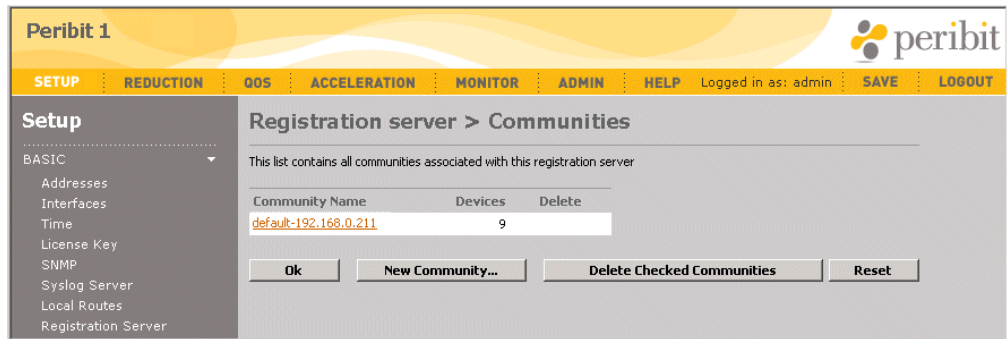 Peribit 1
peribit
SETUP REDUCTION QOS ACCELERATION MONITOR ADMIN HELP Logged in as: admin SAVE LOGOUT
Setup
BASIC
Addresses
Interfaces
Time
License Key
SNMP
Syslog Server
Local Routes
Registration Server
Registration server > Communities
This list contains all communities associated with this registration server
Community Name Devices Delete
default-192.168.0.211 9
Ok New Community... Delete Checked Communities Reset